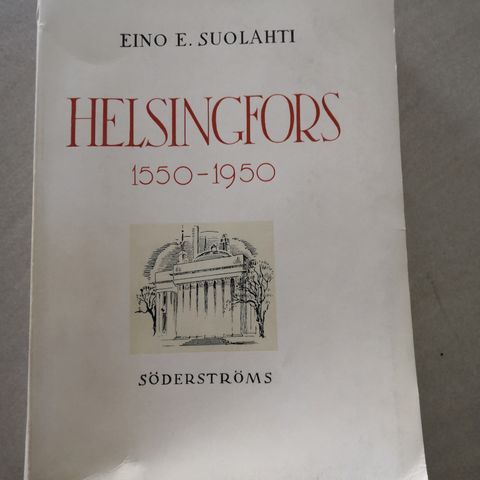 EINO E. SUOLAHTI
HELSINGFORS
1550-1950
SÖDERSTRÖMS